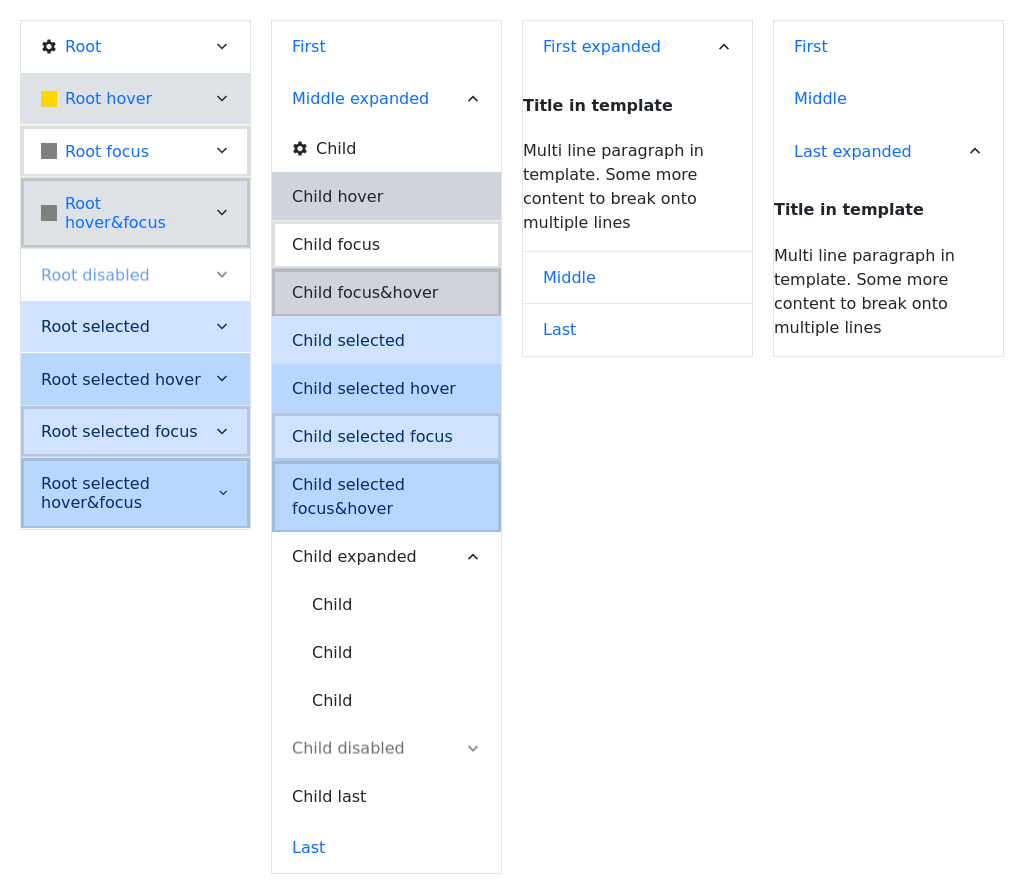 Root
Root hover
Root focus
Root
hover&focus
Root disabled
Root selected
Root selected hover
Root selected focus
Root selected
hover&focus
First
Middle expanded
Child
Child hover
Child focus
Child focus&hover
Child selected
Child selected hover
Child selected focus
Child selected
focus&hover
Child expanded
Child
Child
Child
Child disabled
Child last
Last
First expanded
Title in template
Multi line paragraph in
template. Some more
content to break onto
multiple lines
Middle
Last
First
Middle
Last expanded
Title in template
Multi line paragraph in
template. Some more
content to break onto
multiple lines